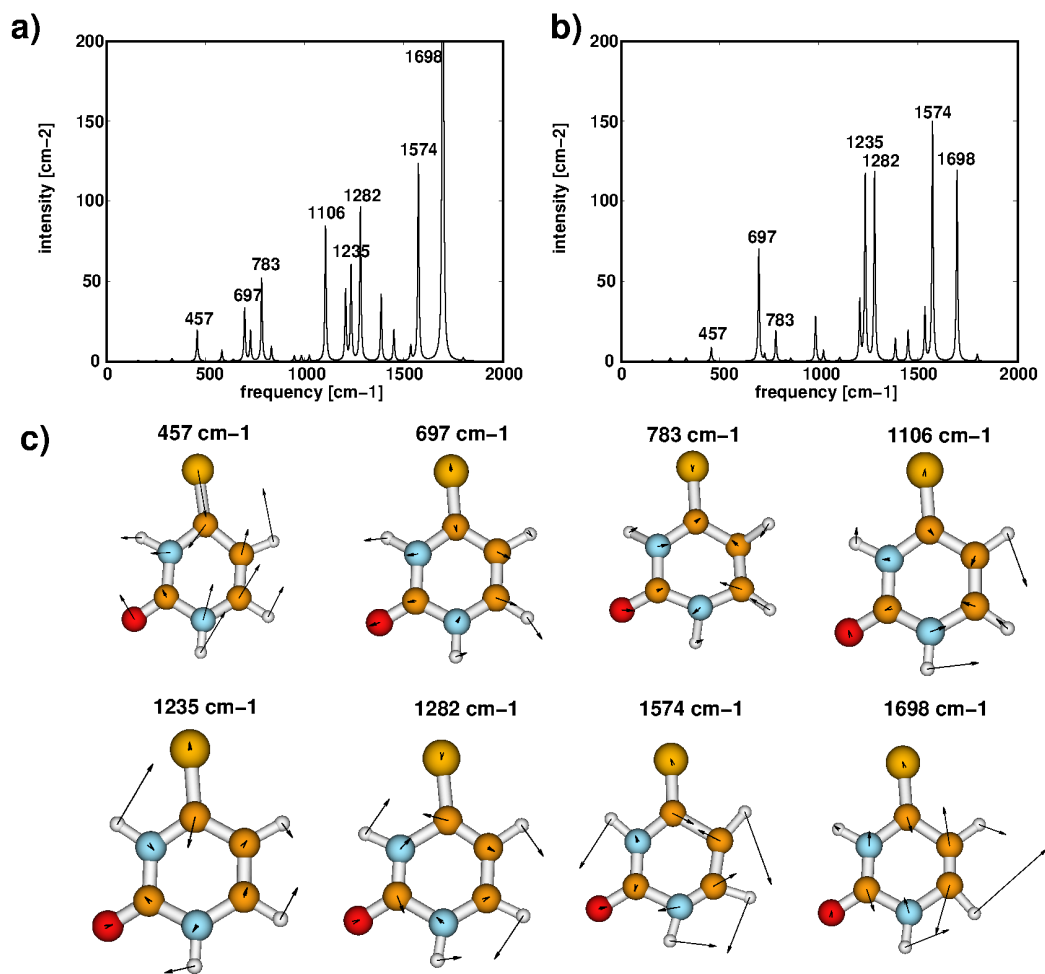 a)
200
150
100
50
0
intensity [cm-2]
457
697
783
1106
1235
1282
1574
1698
0
500
1000
1500
2000
frequency [cm-1]
b)
200
150
100
50
0
intensity [cm-2]
457
697
783
1235
1282
1574
1698
0
500
1000
1500
2000
frequency [cm-1]
c)
457 cm-1
697 cm-1
783 cm-1
1106 cm-1
1235 cm-1
1282 cm-1
1574 cm-1
1698 cm-1